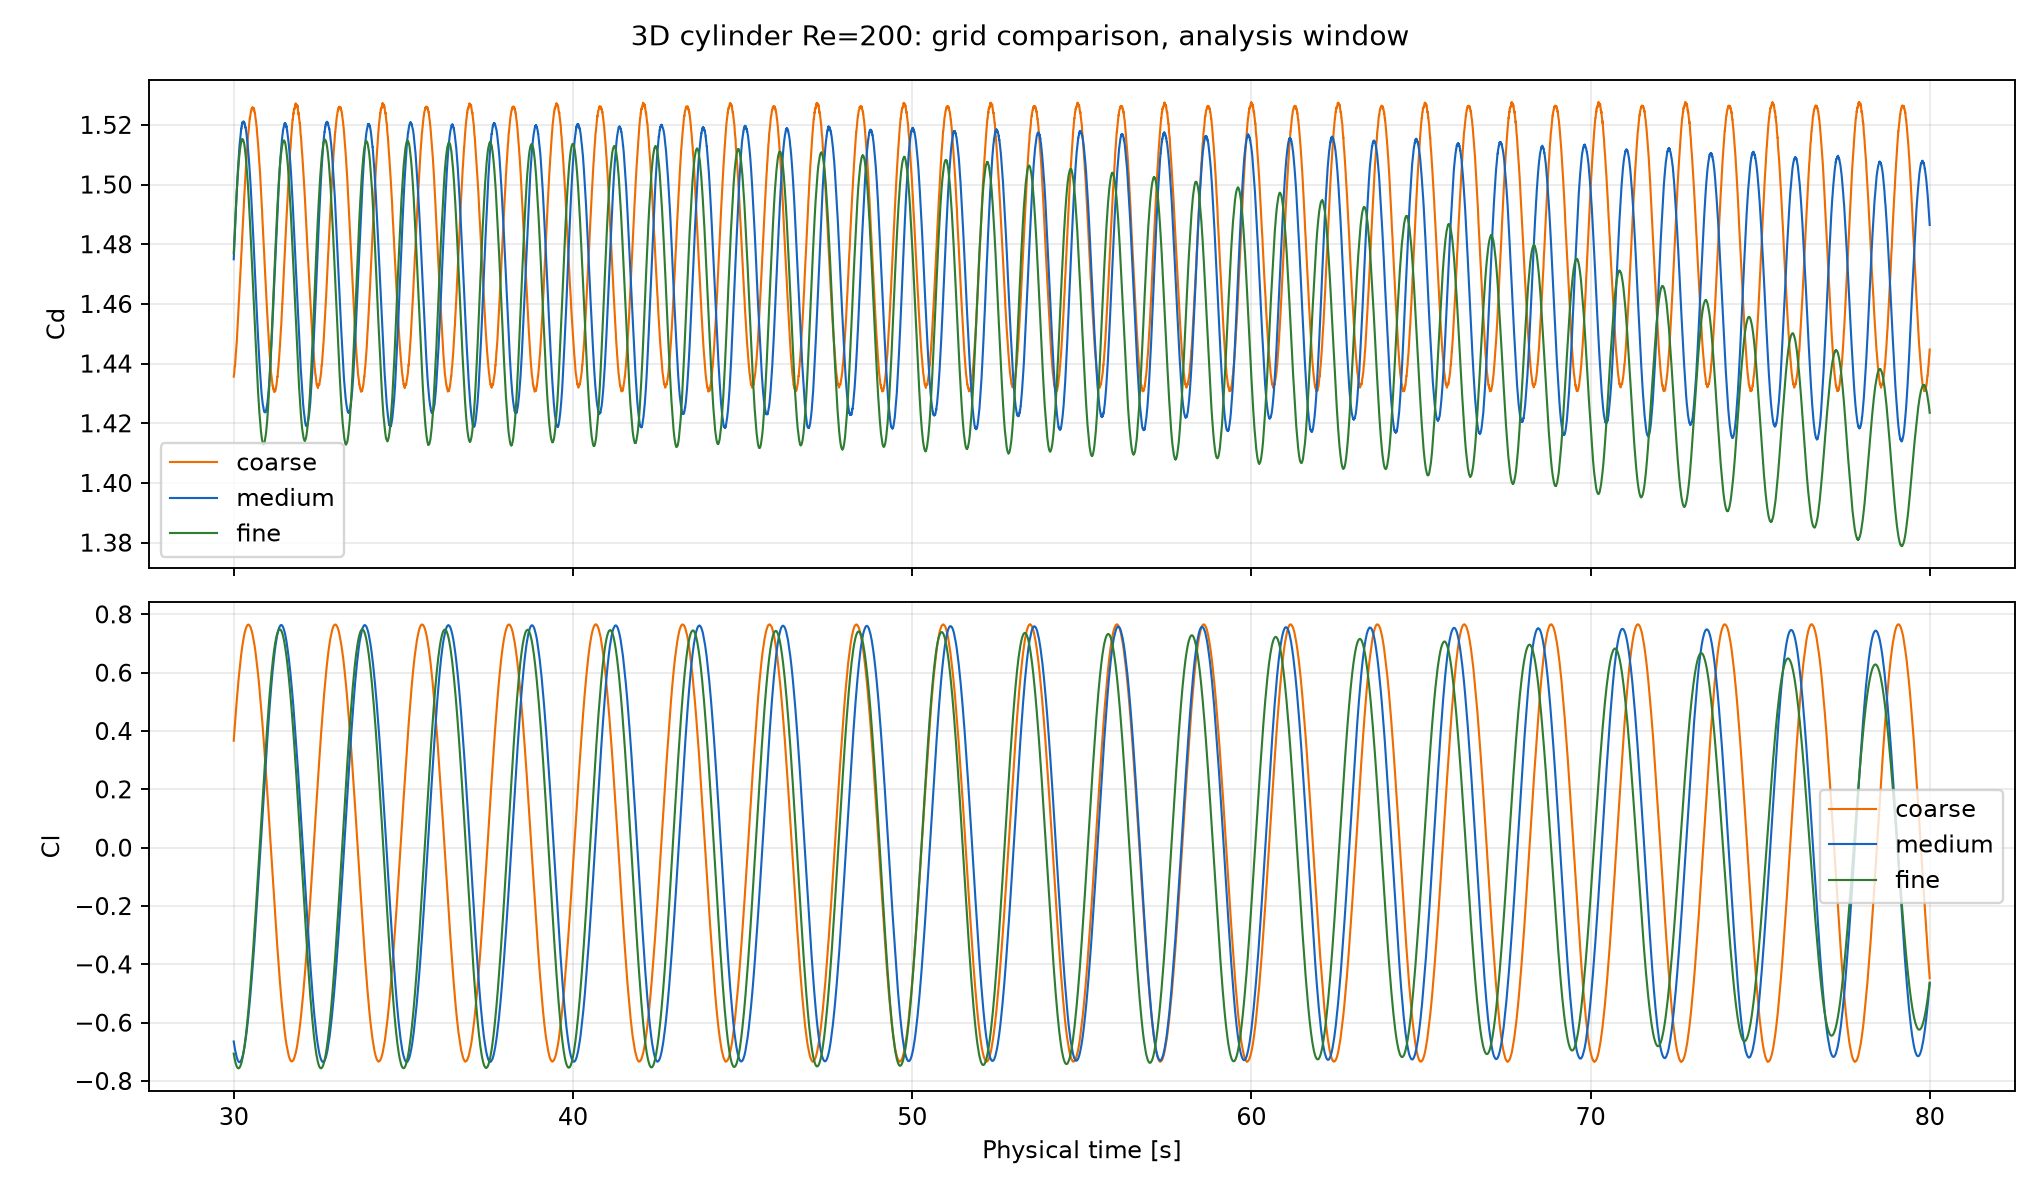 3D cylinder Re=200: grid comparison, analysis window
Cd
1.52
1.50
1.48
1.46
1.44
1.42
1.40
1.38
coarse
medium
fine
Cl
0.8
0.6
0.4
0.2
0.0
−0.2
−0.4
−0.6
−0.8
coarse
medium
fine
30 40 50 60 70 80
Physical time [s]